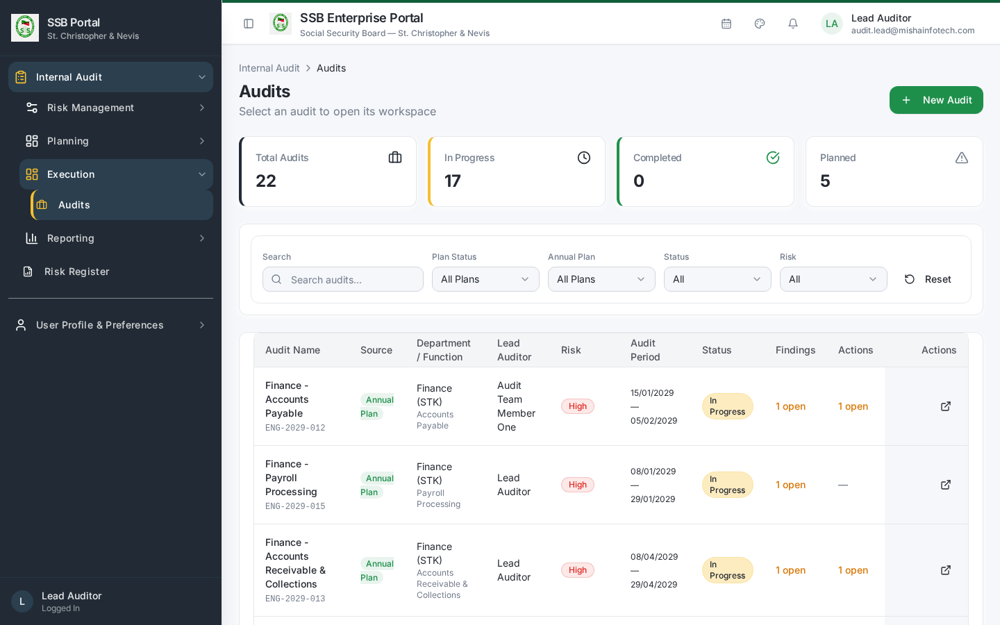 SSB Portal
St. Christopher & Nevis
Internal Audit
Risk Management
Planning
Execution
Audits
Reporting
Risk Register
User Profile & Preferences
L
Lead Auditor
Logged In
SSB Enterprise Portal
Social Security Board — St. Christopher & Nevis
LA
Lead Auditor
audit.lead@mishainfotech.com
Internal Audit > Audits
Audits
Select an audit to open its workspace
New Audit
Total Audits
22
In Progress
17
Completed
0
Planned
5
Search
Search audits...
Plan Status
All Plans
Annual Plan
All Plans
Status
All
Risk
All
Reset
Audit Name
Source
Department
/ Function
Lead
Auditor
Risk
Audit
Period
Status
Findings
Actions
Actions
Finance -
Accounts
Payable
ENG-2029-012
Annual
Plan
Finance
(STK)
Accounts
Payable
Audit
Team
Member
One
High
15/01/2029
—
05/02/2029
In
Progress
1 open
1 open
Finance -
Payroll
Processing
ENG-2029-015
Annual
Plan
Finance
(STK)
Payroll
Processing
Lead
Auditor
High
08/01/2029
—
29/01/2029
In
Progress
1 open
—
Finance -
Accounts
Receivable &
Collections
ENG-2029-013
Annual
Plan
Finance
(STK)
Accounts
Receivable &
Collections
Lead
Auditor
High
08/04/2029
—
29/04/2029
In
Progress
1 open
1 open